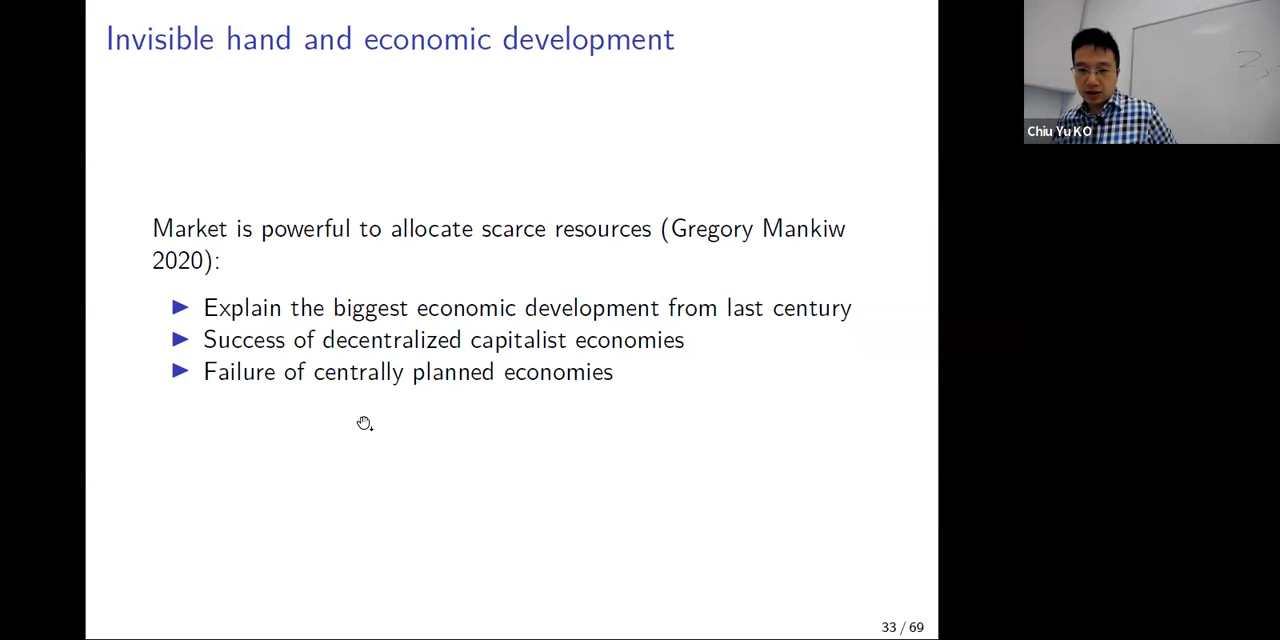 Invisible hand and economic development
Market is powerful to allocate scarce resources (Gregory Mankiw
2020):
Explain the biggest economic development from last century
Success of decentralized capitalist economies
Failure of centrally planned economies
33 / 69
Chiu Yu KO